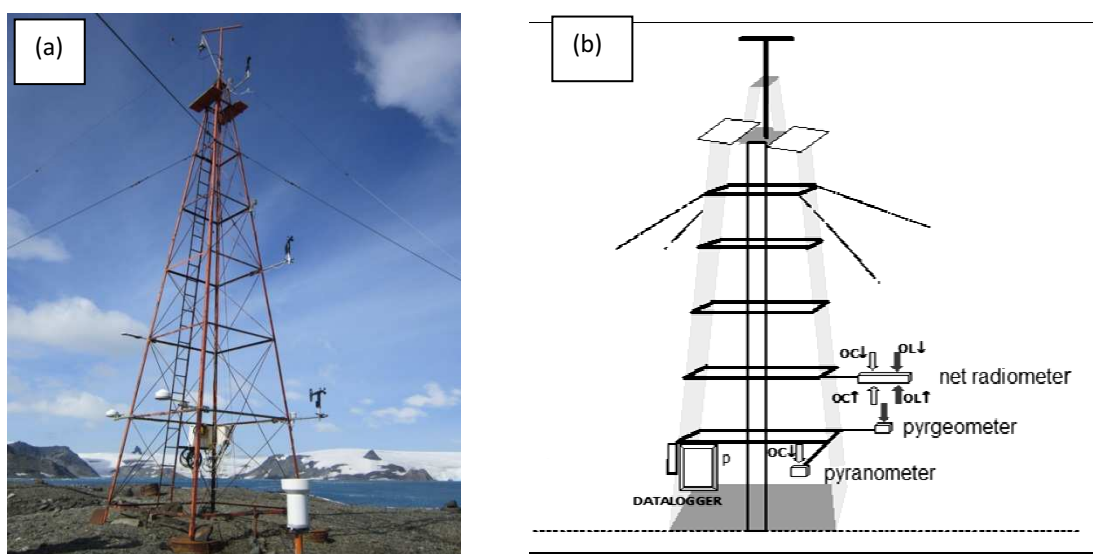 (a)
(b)
OC↓ OL↓
net radiometer
OC↑ OL↑
pyrgeometer
OC↓
p
pyranometer
DATALOGGER